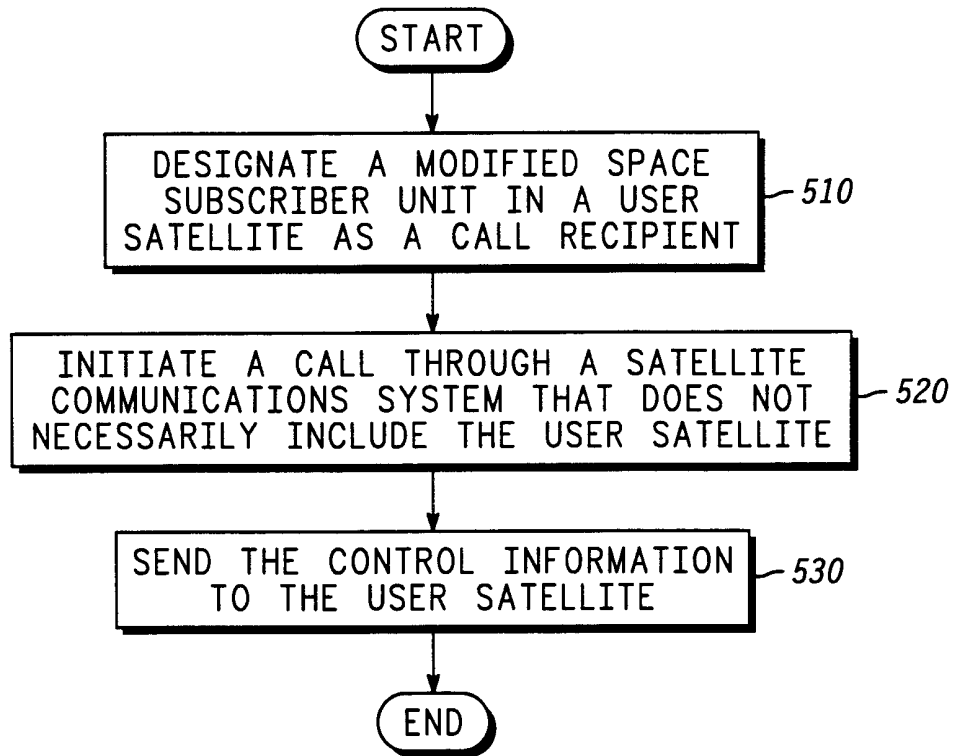 START
DESIGNATE A MODIFIED SPACE
SUBSCRIBER UNIT IN A USER
SATELLITE AS A CALL RECIPIENT
510
INITIATE A CALL THROUGH A SATELLITE
COMMUNICATIONS SYSTEM THAT DOES NOT
NECESSARILY INCLUDE THE USER SATELLITE
520
SEND THE CONTROL INFORMATION
TO THE USER SATELLITE
530
END